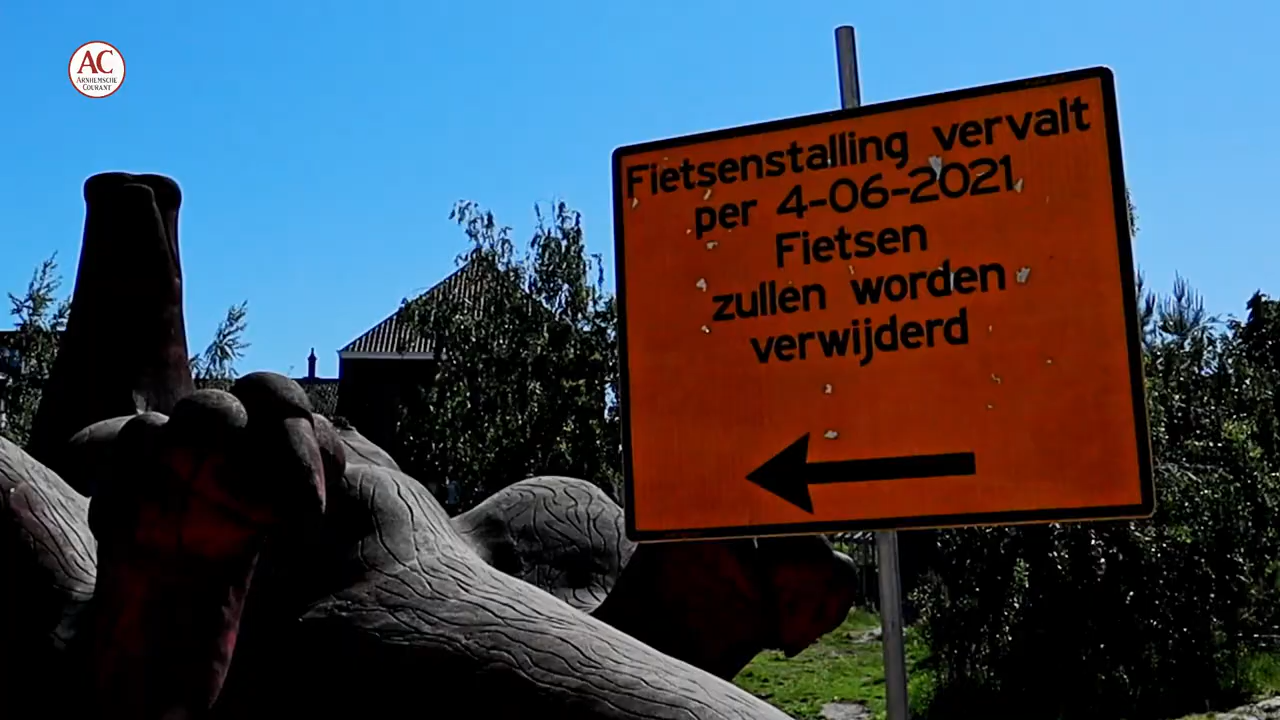 AC
ARNHEMSCHE
COURANT
Fietsenstalling vervalt
per 4-06-2021
Fietsen
zullen worden
verwijderd